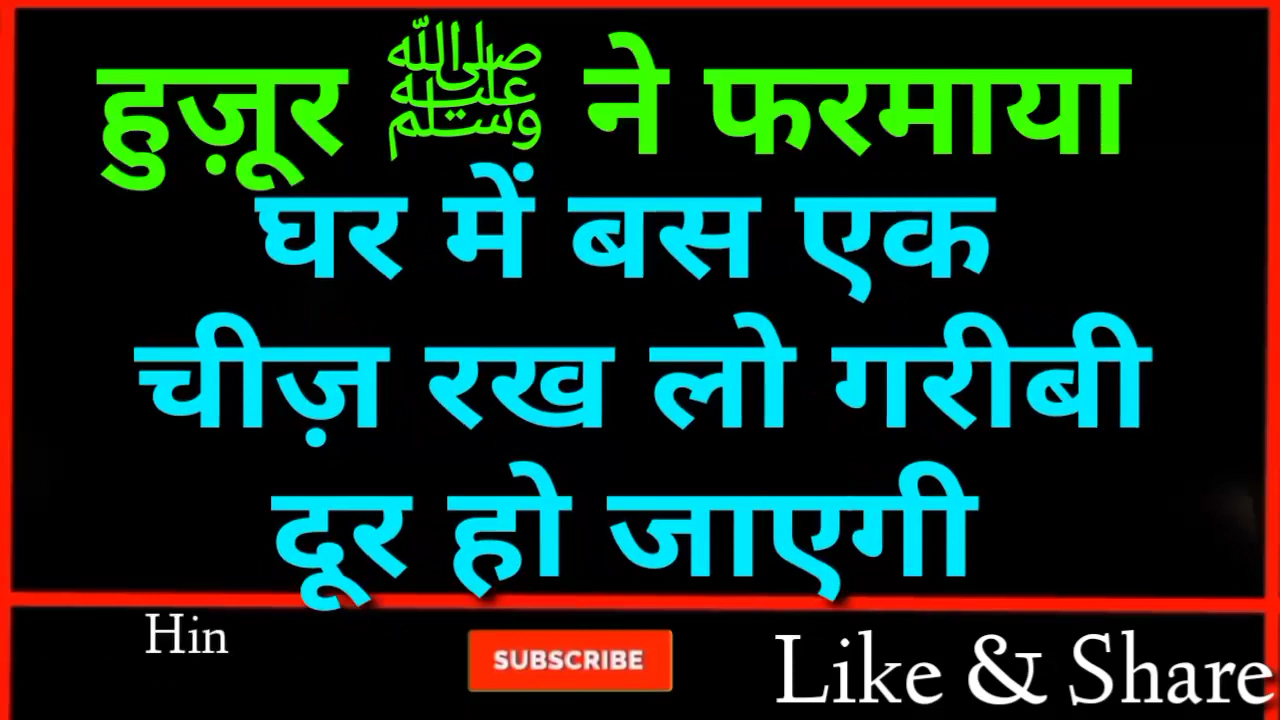 हुज़ूर ﷺ ने फरमाया
घर में बस एक
चीज़ रख लो गरीबी
दूर हो जाएगी
Hin
SUBSCRIBE
Like & Share